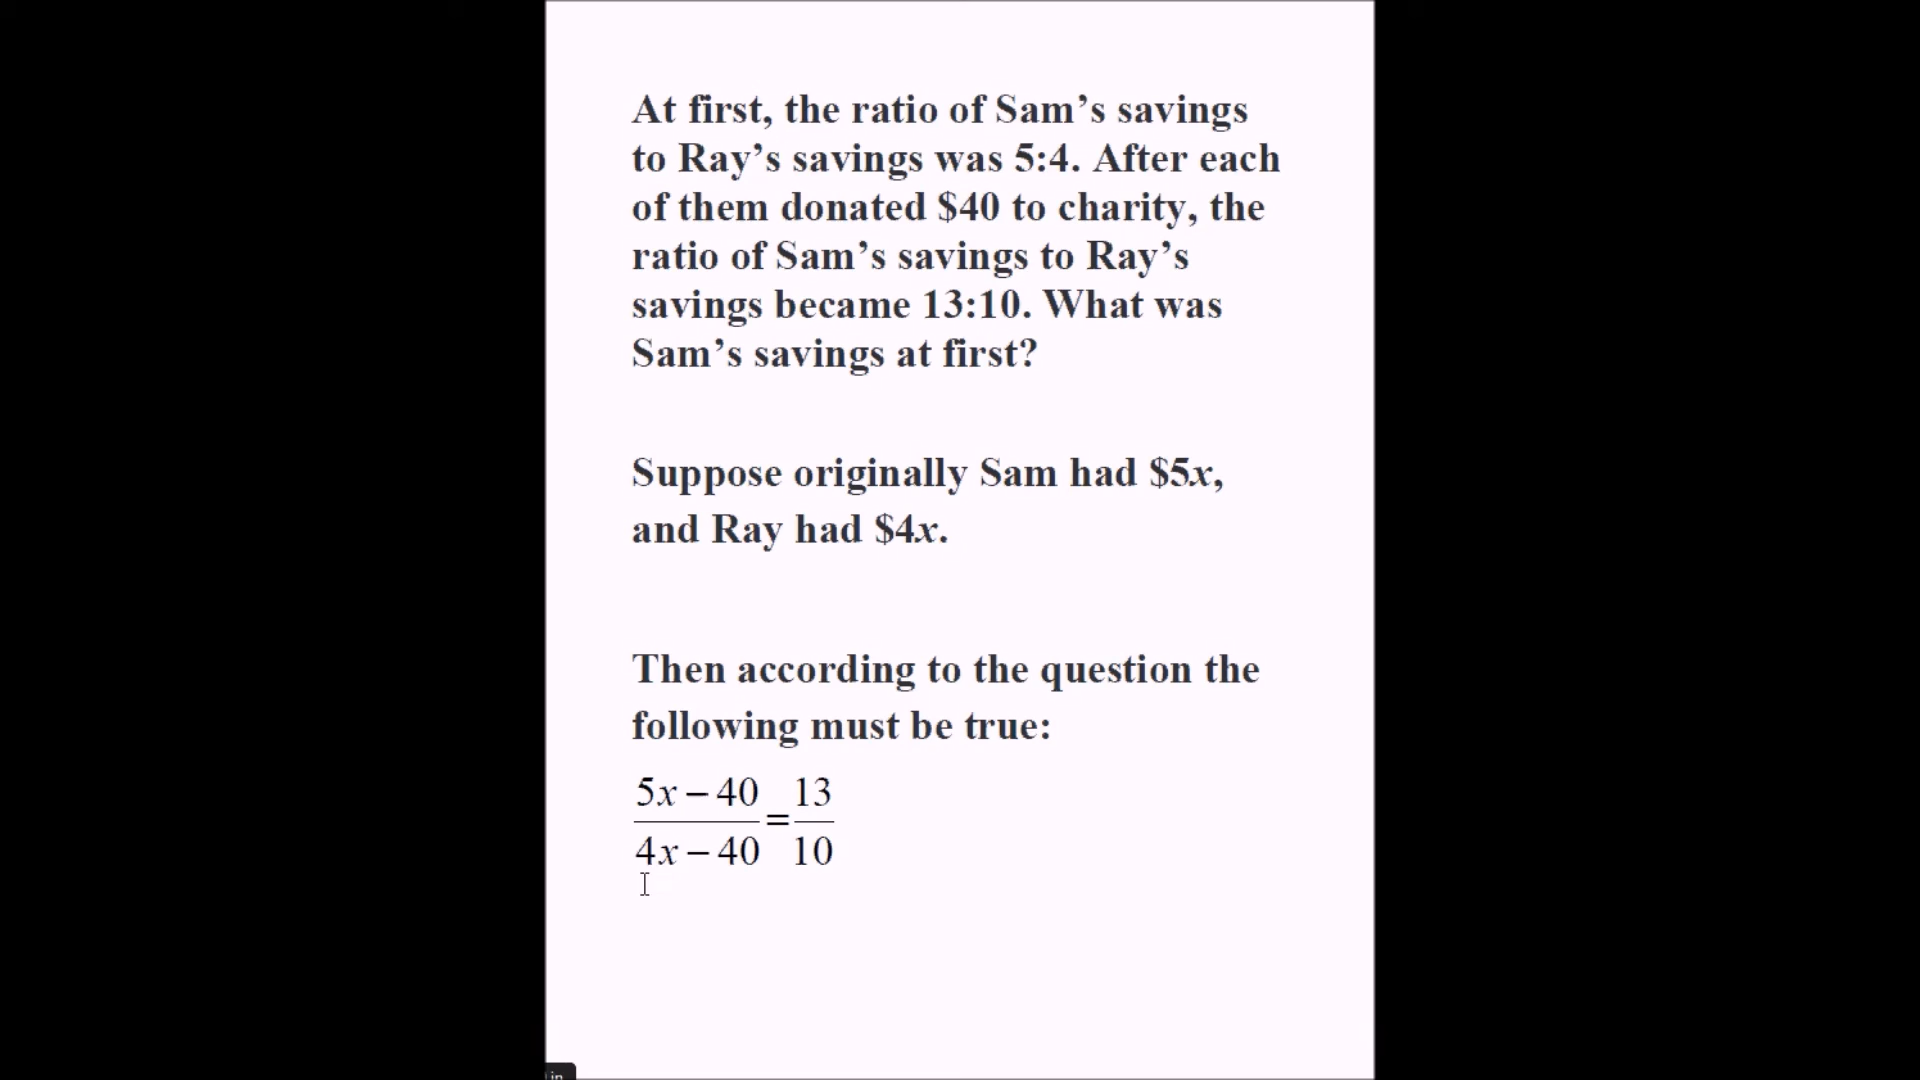 At first, the ratio of Sam’s savings
to Ray’s savings was 5:4. After each
of them donated $40 to charity, the
ratio of Sam’s savings to Ray’s
savings became 13:10. What was
Sam’s savings at first?
Suppose originally Sam had $5x,
and Ray had $4x.
Then according to the question the
following must be true:
5x − 40 = 13
4x − 40 10
in